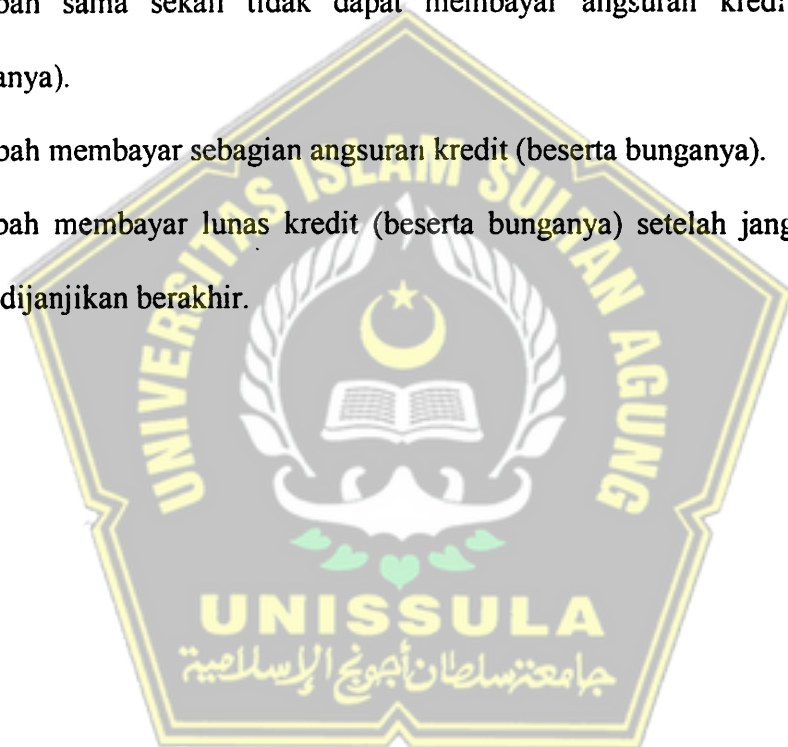 sama sekali tidak dapat membayar angsuran
anya).
bah membayar sebagian angsuran kredit (beserta bunganya).
bah membayar lunas kredit (beserta bunganya) setelah jang
dijanjikan berakhir.
UNIVERSITAS ISLAM SULTAN AGUNG
UNISSULA
جامعة سلطان أجونج الإسلامية